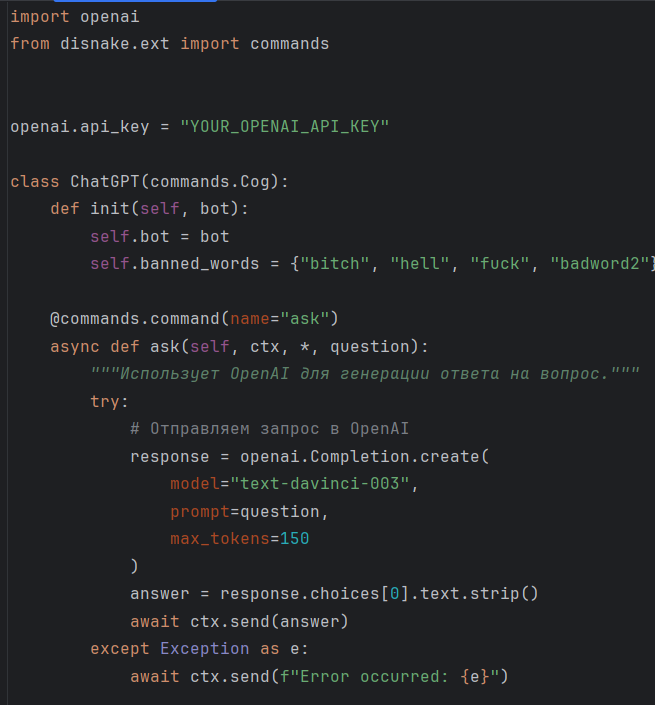 import openai
from disnake.ext import commands
openai.api_key = "YOUR_OPENAI_API_KEY"
class ChatGPT(commands.Cog):
def init(self, bot):
self.bot = bot
self.banned_words = {"bitch", "hell", "fuck", "badword2"}
@commands.command(name="ask")
async def ask(self, ctx, *, question):
"""Использует OpenAI для генерации ответа на вопрос."""
try:
# Отправляем запрос в OpenAI
response = openai.Completion.create(
model="text-davinci-003",
prompt=question,
max_tokens=150
)
answer = response.choices[0].text.strip()
await ctx.send(answer)
except Exception as e:
await ctx.send(f"Error occurred: {e}")